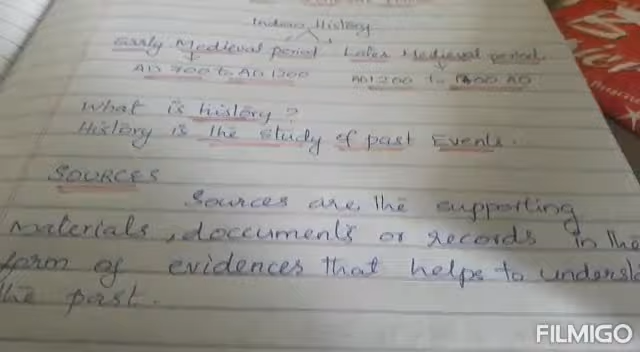 Indian History
Early Medieval period Later Medieval period.
AD 700 to AD 1200 AD 1200 to AD
What is history?
History is the study of past Events.
SOURCES
Sources are, the supporting
materials, doccuments or records in the
form of evidences that helps to
the past.
FILMIGO